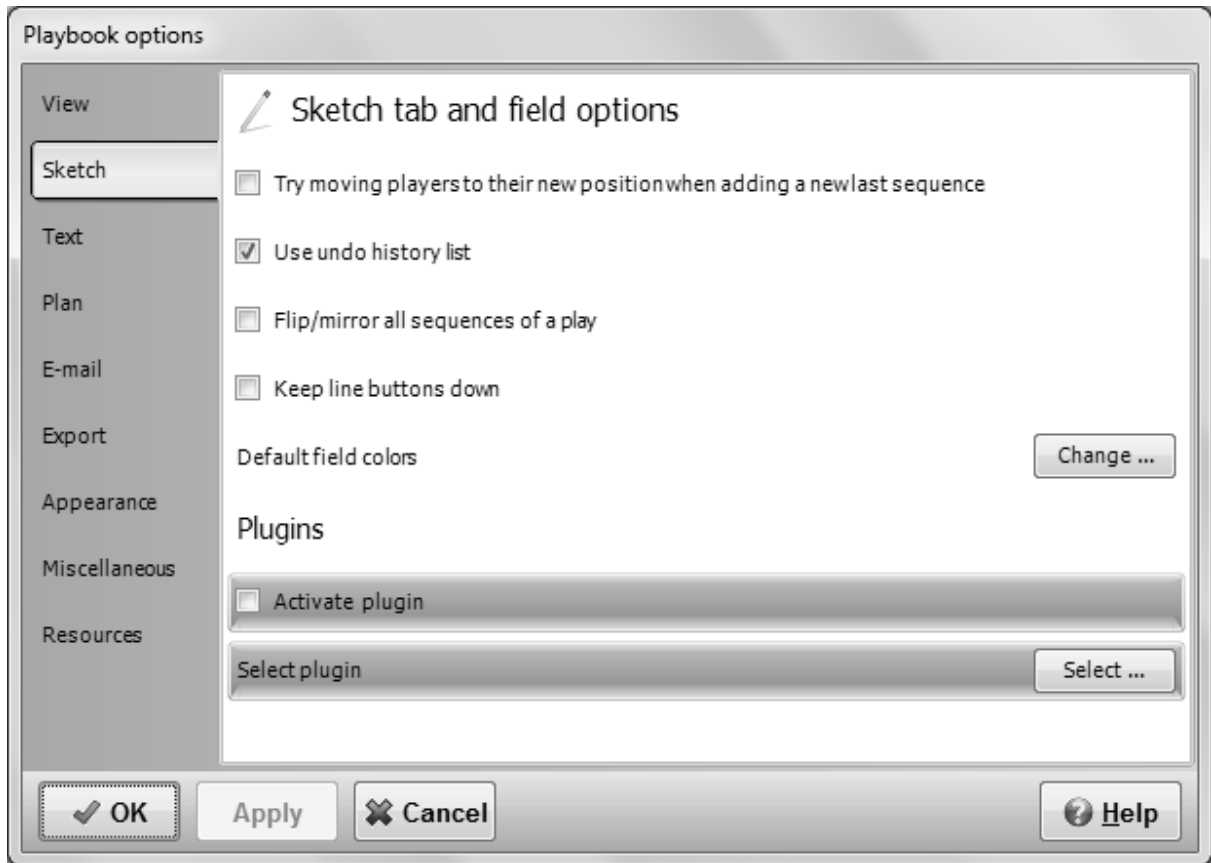 Playbook options
View
Sketch
Text
Plan
E-mail
Export
Appearance
Miscellaneous
Resources
Sketch tab and field options
Try moving players to their new position when adding a new last sequence
Use undo history list
Flip/mirror all sequences of a play
Keep line buttons down
Default field colors
Change ...
Plugins
Activate plugin
Select plugin
Select ...
OK
Apply
Cancel
Help